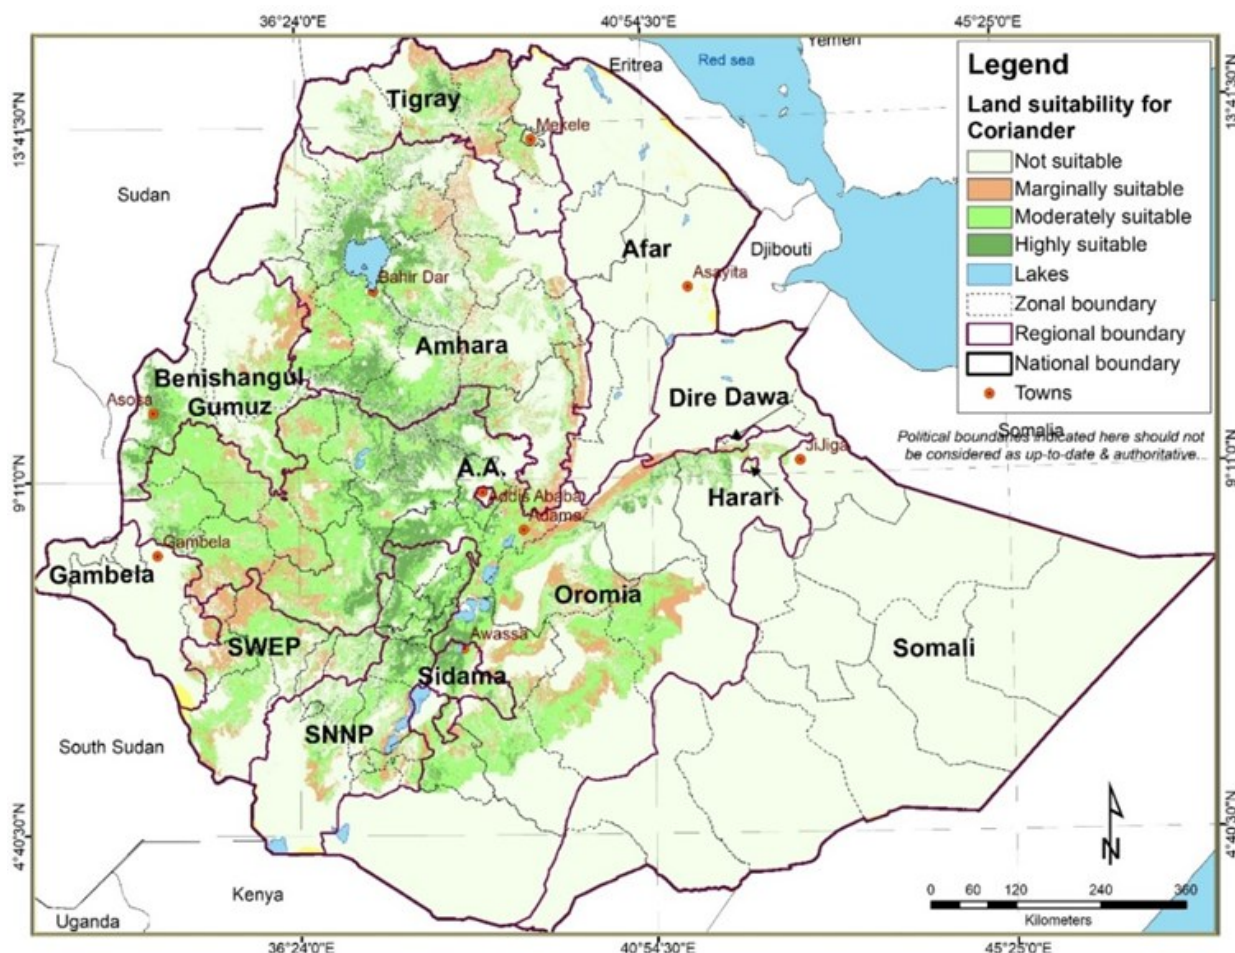 36°24'0"E
40°54'30"E
45°25'0"E
Yemen
Eritrea
Red sea
Legend
Land suitability for
Coriander
Not suitable
Marginally suitable
Moderately suitable
Highly suitable
Lakes
Zonal boundary
Regional boundary
National boundary
Towns
13°41'30"N
13°41'30"N
Tigray
Mekele
Sudan
Afar
Djibouti
Asayita
Bahir Dar
Amhara
Benishangul
Gumuz
Asosa
Dire Dawa
Somalia
Political boundaries indicated here should not
be considered as up-to-date & authoritative...
JiJiga
9°11'0"N
9°11'0"N
A.A.
Addis Ababa
Harari
Adama
Gambela
Gambela
Oromia
SWEP
Awassa
Sidama
Somali
SNNP
South Sudan
4°40'30"N
4°40'30"N
N
Kenya
Uganda
0 60 120 240 360
Kilometers
36°24'0"E
40°54'30"E
45°25'0"E